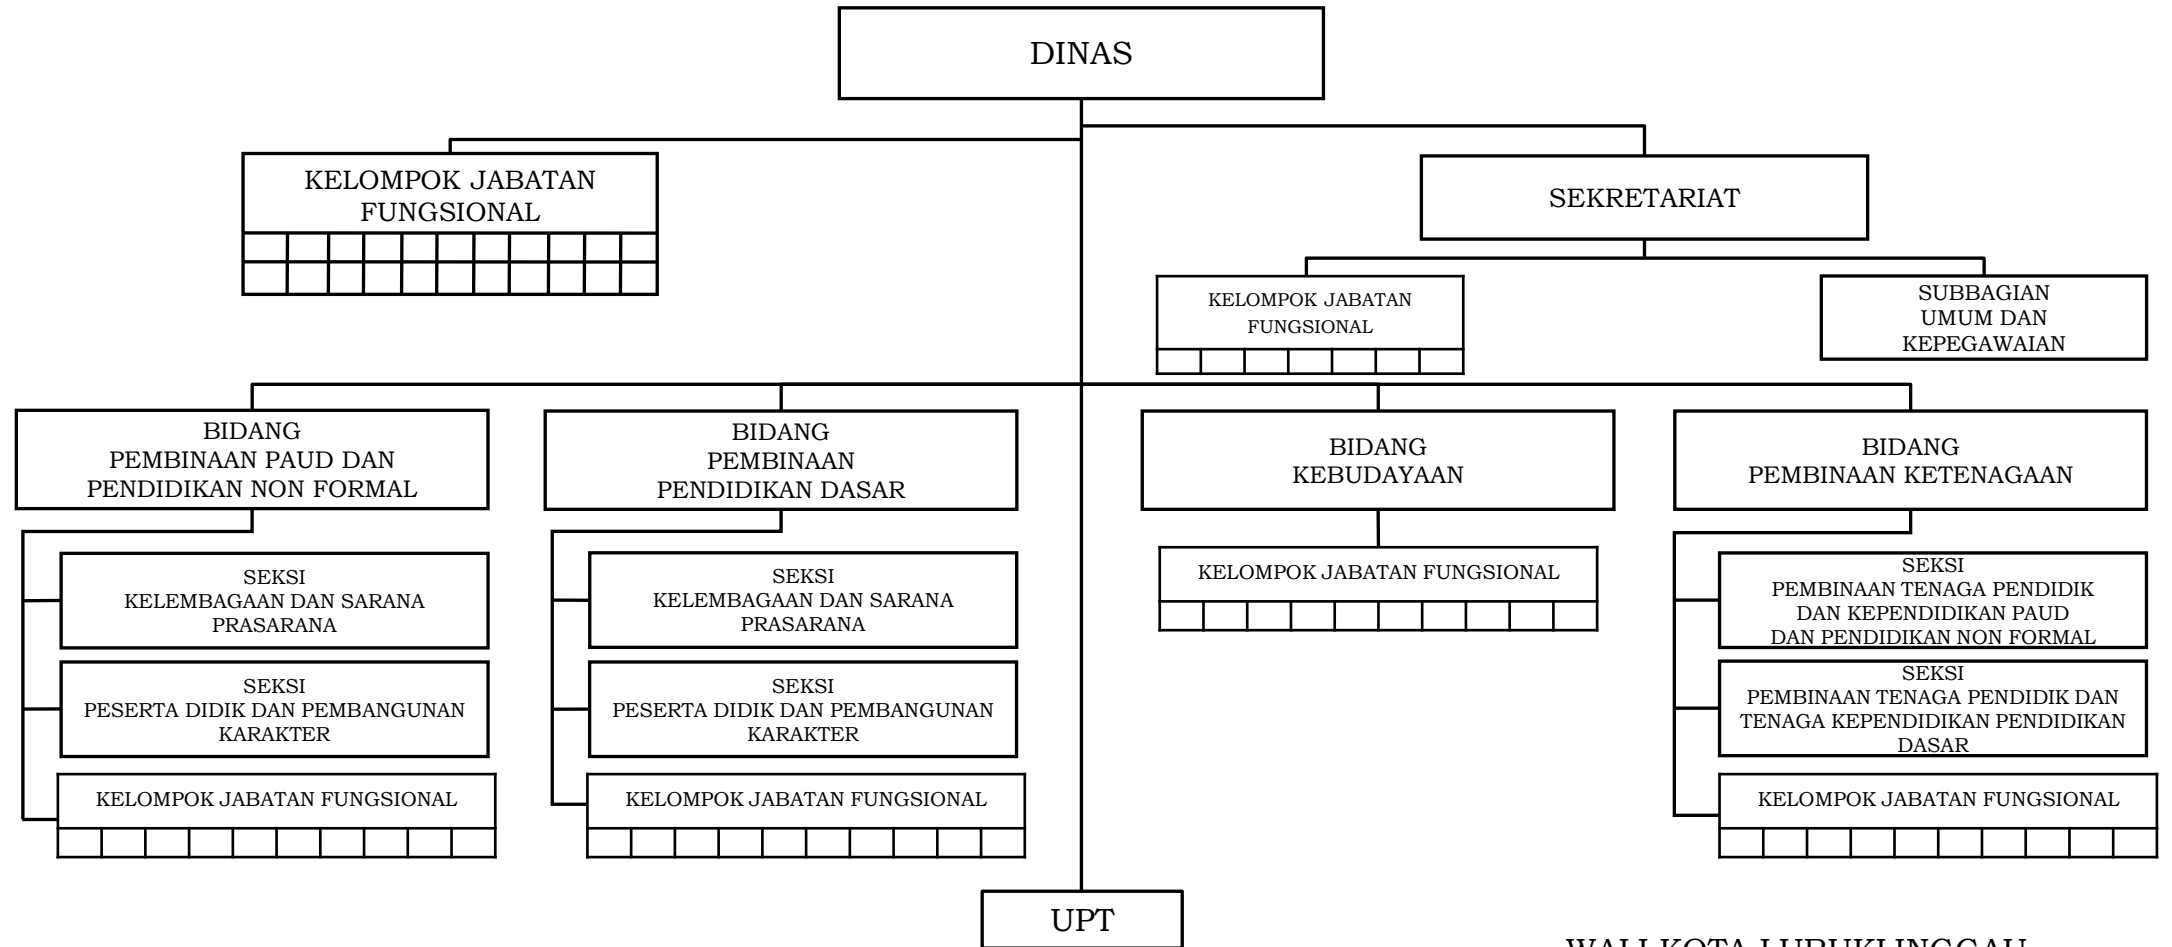 DINAS
KELOMPOK JABATAN
FUNGSIONAL
SEKRETARIAT
KELOMPOK JABATAN
FUNGSIONAL
SUBBAGIAN
UMUM DAN
KEPEGAWAIAN
BIDANG
PEMBINAAN PAUD DAN
PENDIDIKAN NON FORMAL
BIDANG
PEMBINAAN
PENDIDIKAN DASAR
BIDANG
KEBUDAYAAN
BIDANG
PEMBINAAN KETENAGAAN
SEKSI
KELEMBAGAAN DAN SARANA
PRASARANA
SEKSI
PESERTA DIDIK DAN PEMBANGUNAN
KARAKTER
KELOMPOK JABATAN FUNGSIONAL
SEKSI
KELEMBAGAAN DAN SARANA
PRASARANA
SEKSI
PESERTA DIDIK DAN PEMBANGUNAN
KARAKTER
KELOMPOK JABATAN FUNGSIONAL
KELOMPOK JABATAN FUNGSIONAL
SEKSI
PEMBINAAN TENAGA PENDIDIK
DAN KEPENDIDIKAN PAUD
DAN PENDIDIKAN NON FORMAL
SEKSI
PEMBINAAN TENAGA PENDIDIK DAN
TENAGA KEPENDIDIKAN PENDIDIKAN
DASAR
KELOMPOK JABATAN FUNGSIONAL
UPT
WALI KOTA LUBUKLINGGAU